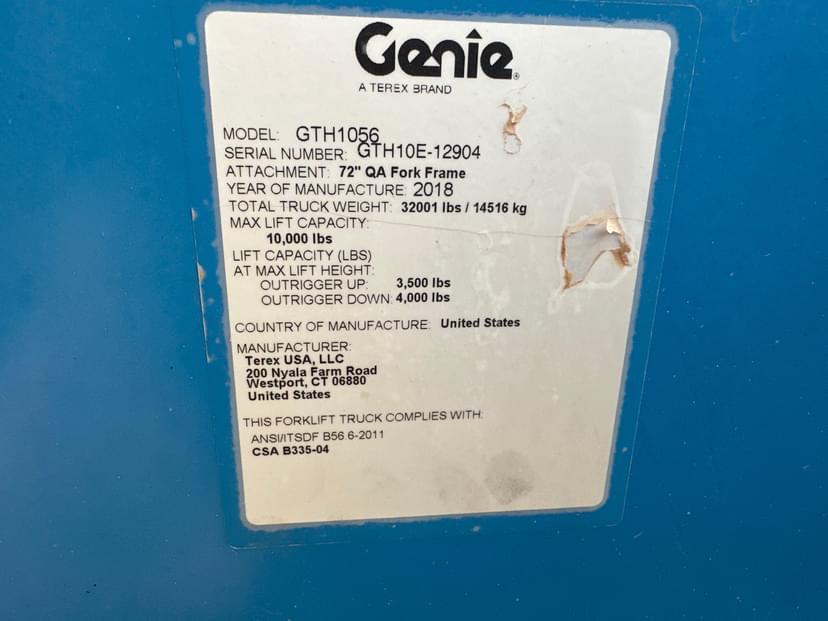 Genie
A TEREX BRAND
MODEL: GTH1056
SERIAL NUMBER: GTH10E-12904
ATTACHMENT: 72" QA Fork Frame
YEAR OF MANUFACTURE: 2018
TOTAL TRUCK WEIGHT: 32001 lbs / 14516 kg
MAX LIFT CAPACITY:
10,000 lbs
LIFT CAPACITY (LBS)
AT MAX LIFT HEIGHT:
OUTRIGGER UP: 3,500 lbs
OUTRIGGER DOWN: 4,000 lbs
COUNTRY OF MANUFACTURE: United States
MANUFACTURER:
Terex USA, LLC
200 Nyala Farm Road
Westport, CT 06880
United States
THIS FORKLIFT TRUCK COMPLIES WITH:
ANSI/ITSDF B56.6-2011
CSA B335-04